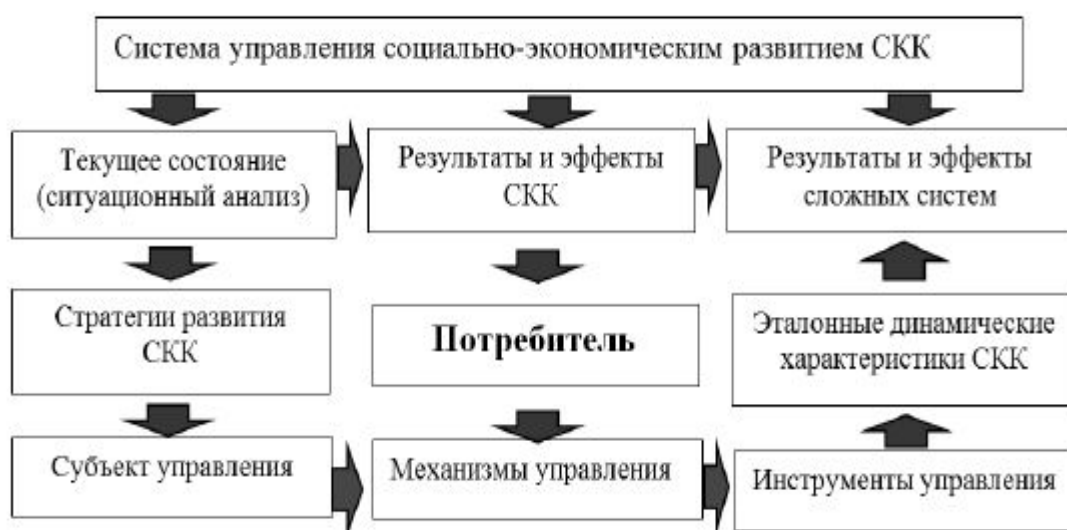 Система управления социально-экономическим развитием СКК
Текущее состояние
(ситуационный анализ)
Результаты и эффекты
СКК
Результаты и эффекты
сложных систем
Стратегии развития
СКК
Потребитель
Эталонные динамические
характеристики СКК
Субъект управления
Механизмы управления
Инструменты управления